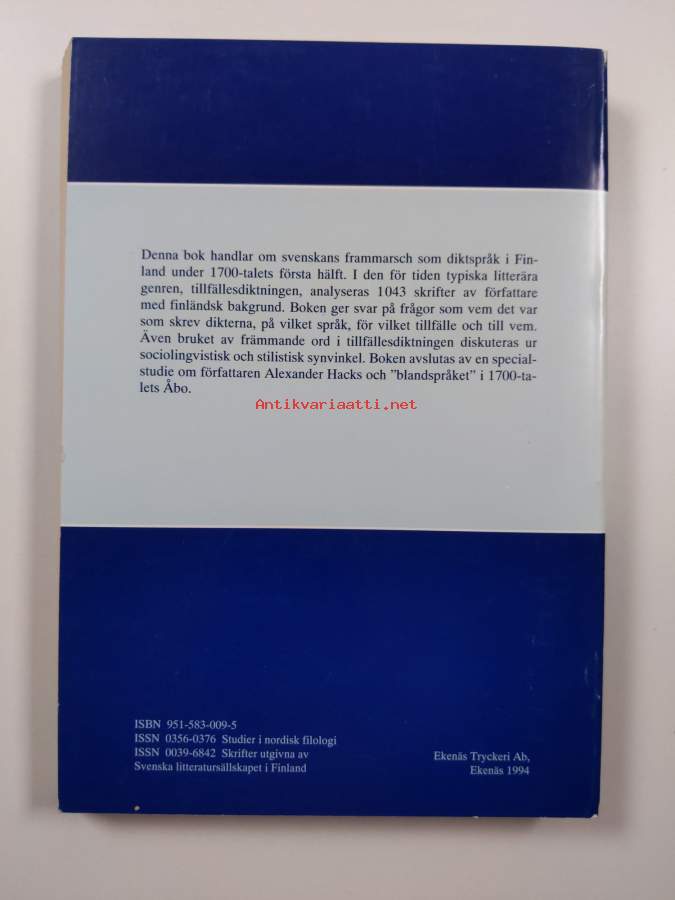 Denna bok handlar om svenskans frammarsch som diktspråk i Fin-
land under 1700-talets första hälft. I den för tiden typiska litterära
genren, tillfällesdiktningen, analyseras 1043 skrifter av författare
med finländsk bakgrund. Boken ger svar på frågor som vem det var
som skrev dikterna, på vilket språk, för vilket tillfälle och till vem.
Även bruket av främmande ord i tillfällesdiktningen diskuteras ur
sociolingvistisk och stilistisk synvinkel. Boken avslutas av en special-
studie om författaren Alexander Hacks och ”blandspråket” i 1700-ta-
lets Åbo.
Antikvariaatti.net
ISBN 951-583-009-5
ISSN 0356-0376 Studier i nordisk filologi
ISSN 0039-6842 Skrifter utgivna av
Svenska litteratursällskapet i Finland
Ekenäs Tryckeri Ab,
Ekenäs 1994